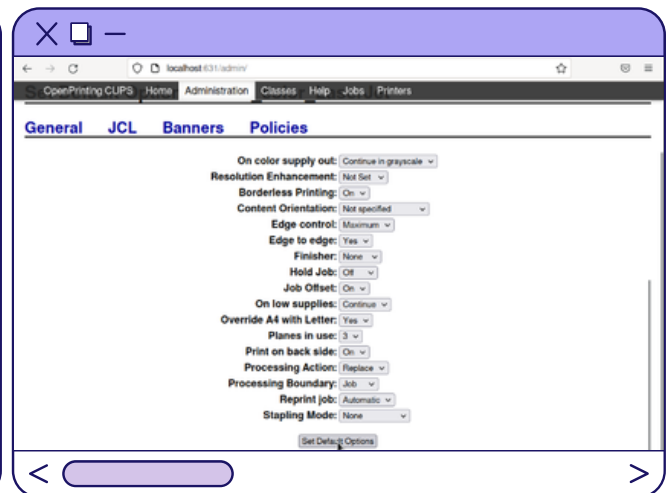 localhost:631/admin/
OpenPrinting CUPS Home Administration Classes Help Jobs Printers
General JCL Banners Policies
On color supply out: Continue in grayscale
Resolution Enhancement: Not Set
Borderless Printing: On
Content Orientation: Not specified
Edge control: Maximum
Edge to edge: Yes
Finisher: None
Hold Job: Off
Job Offset: On
On low supplies: Continue
Override A4 with Letter: Yes
Planes in use: 3
Print on back side: On
Processing Action: Replace
Processing Boundary: Job
Reprint job: Automatic
Stapling Mode: None
Set Default Options